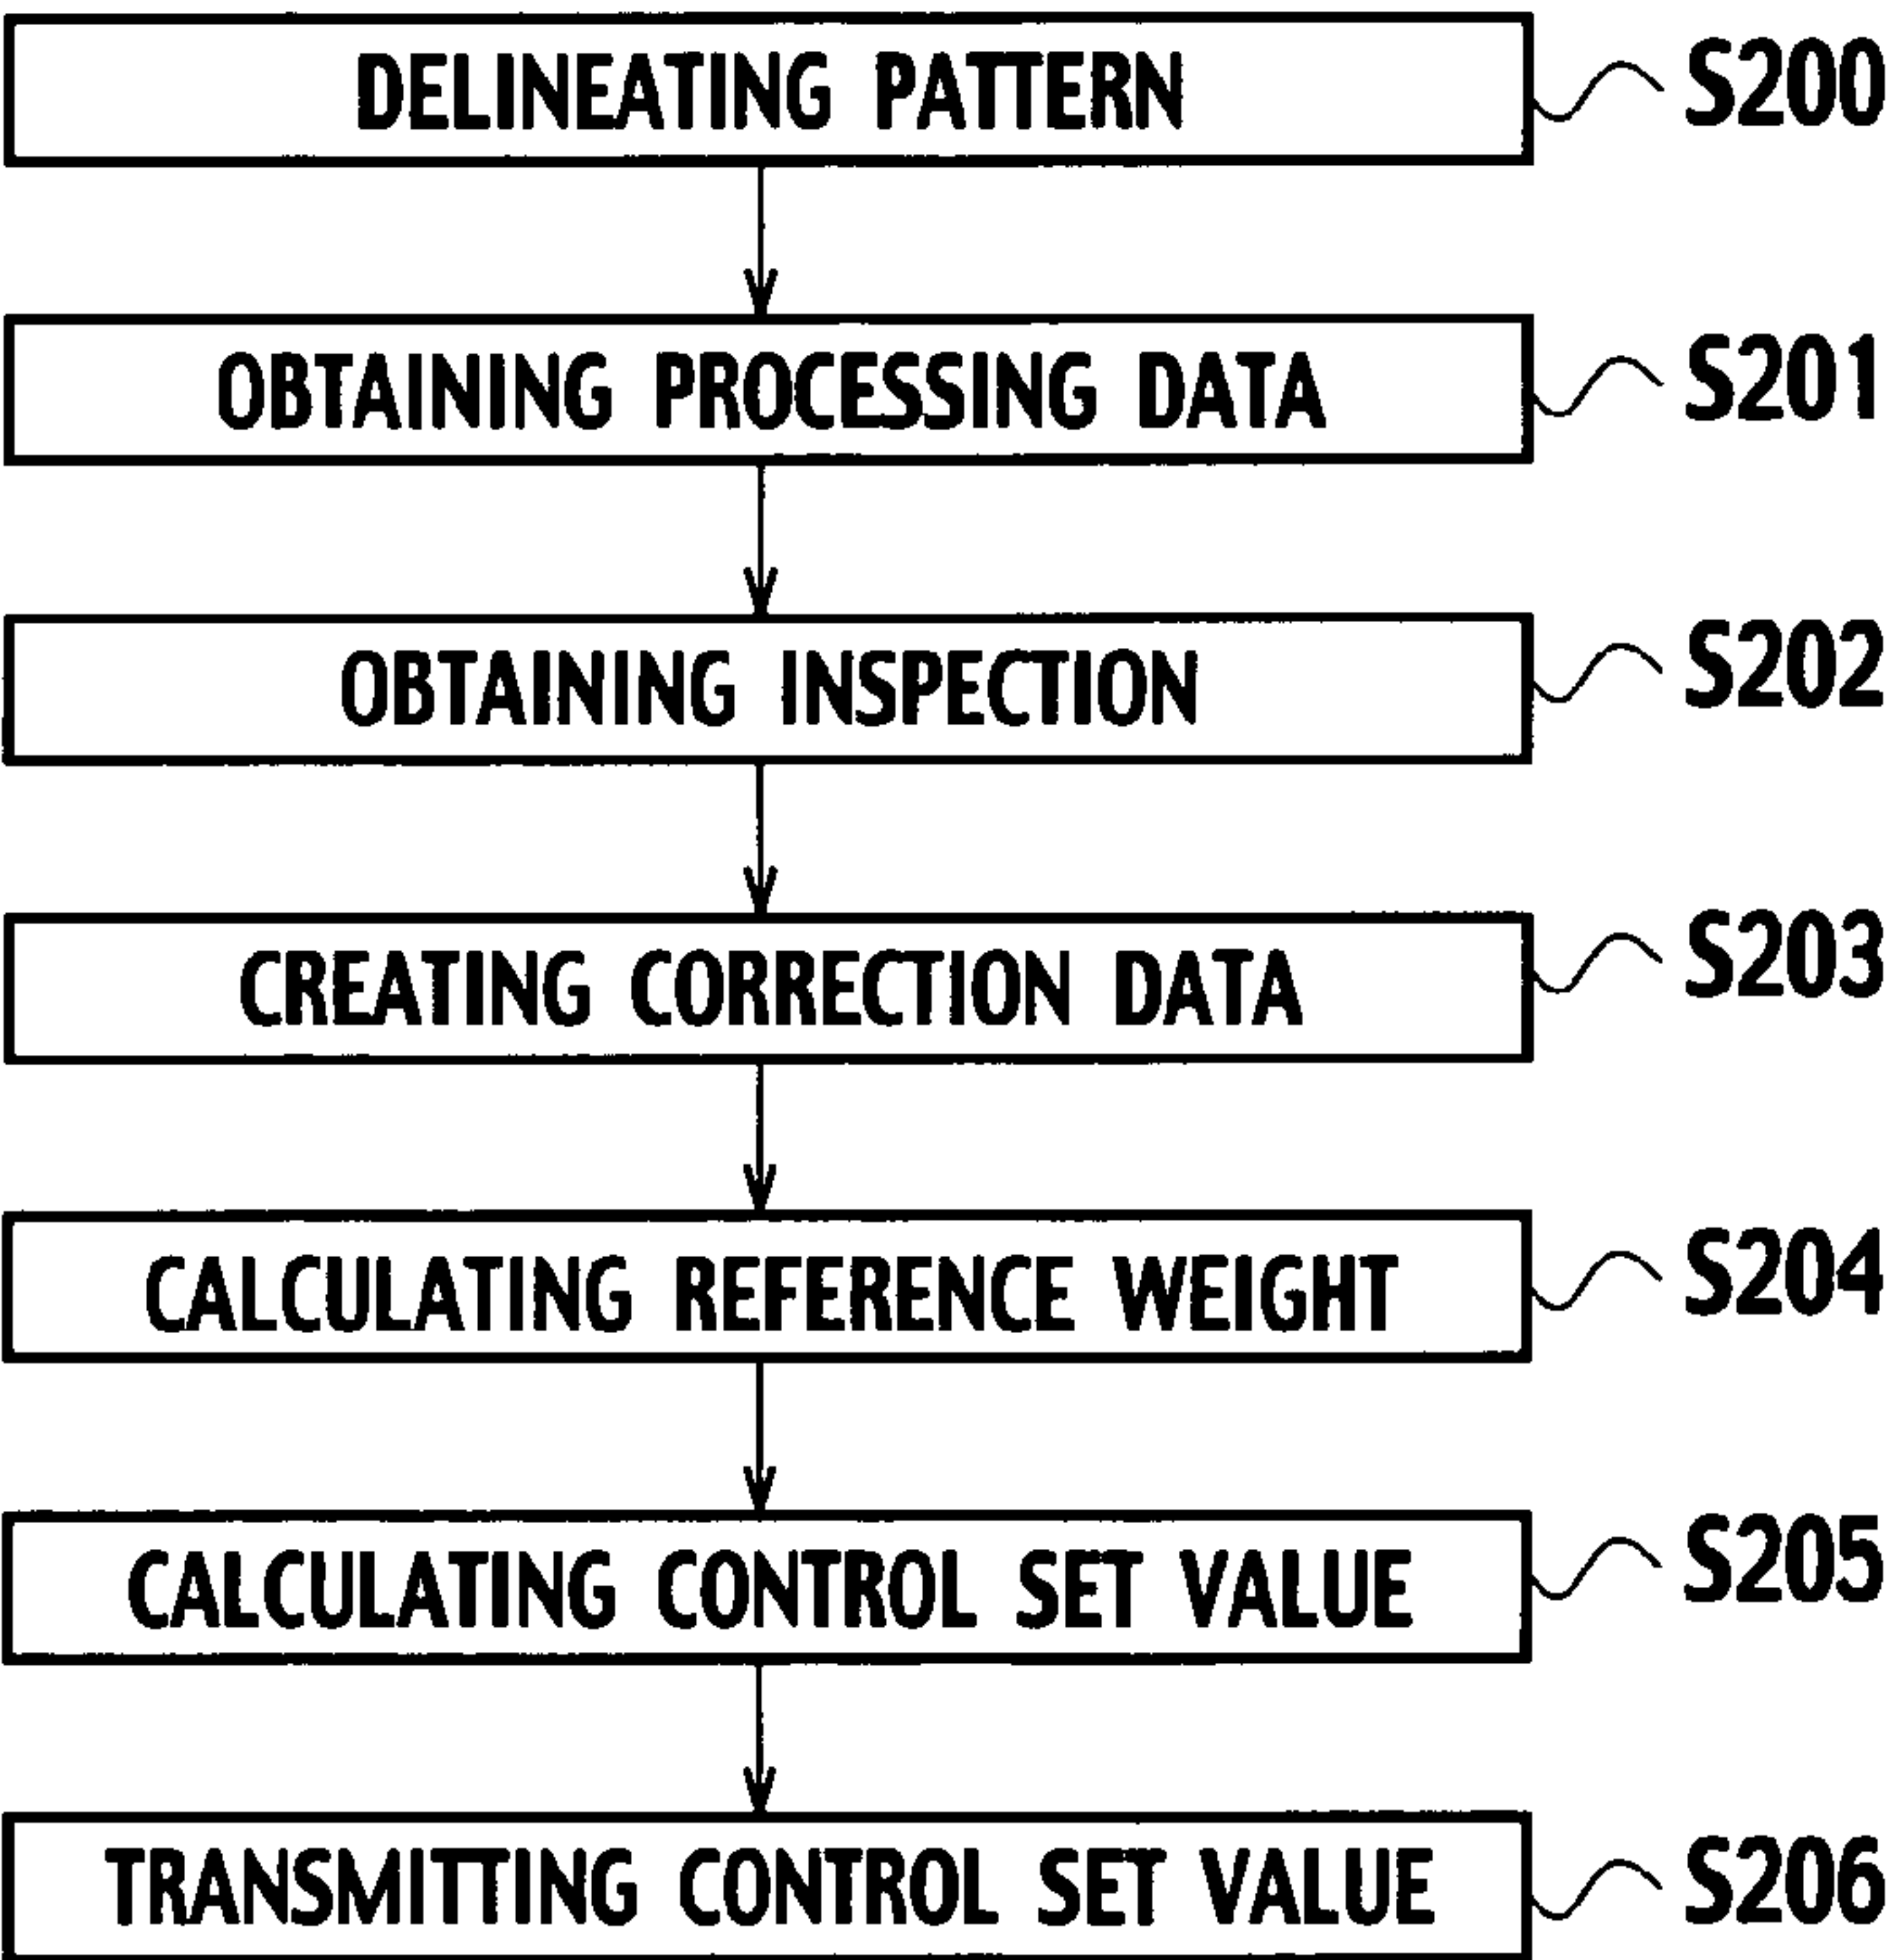 DELINEATING PATTERN S200
OBTAINING PROCESSING DATA S201
OBTAINING INSPECTION S202
CREATING CORRECTION DATA S203
CALCULATING REFERENCE WEIGHT S204
CALCULATING CONTROL SET VALUE S205
TRANSMITTING CONTROL SET VALUE S206